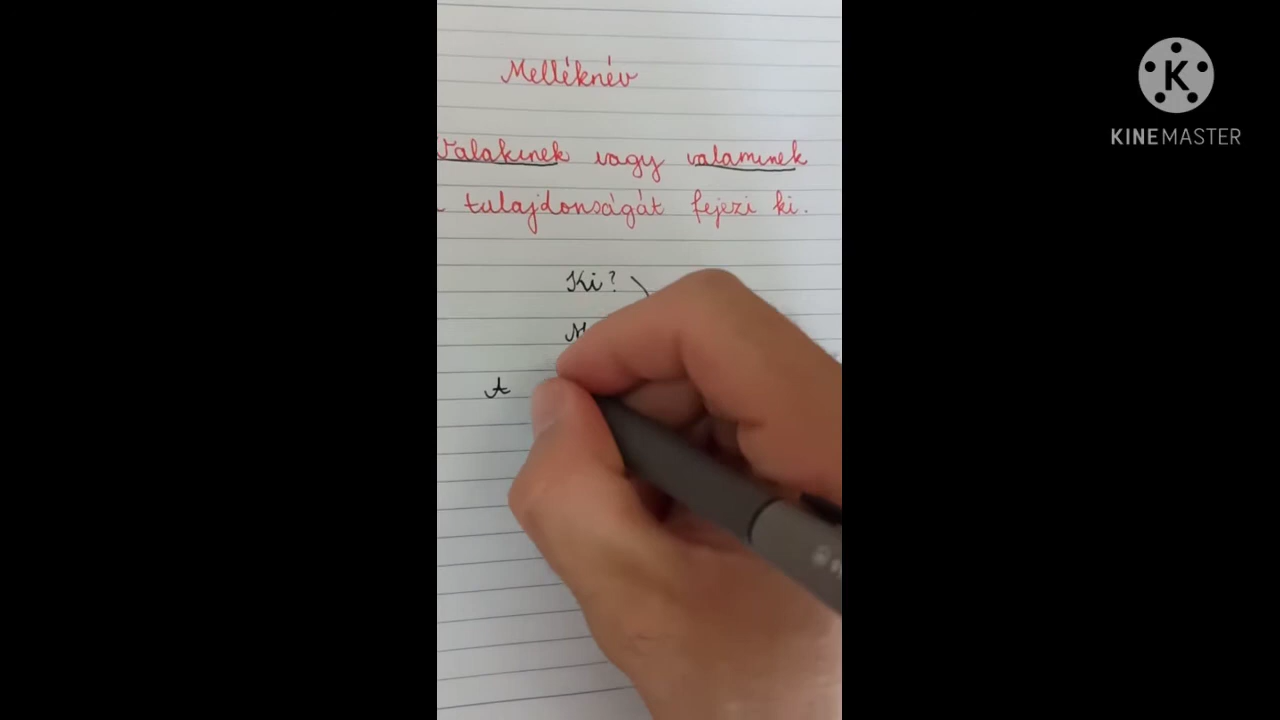 Melléknév
Valakinek vagy valaminek
tulajdonságát fejezi ki.
Ki?
A
K
KINEMASTER